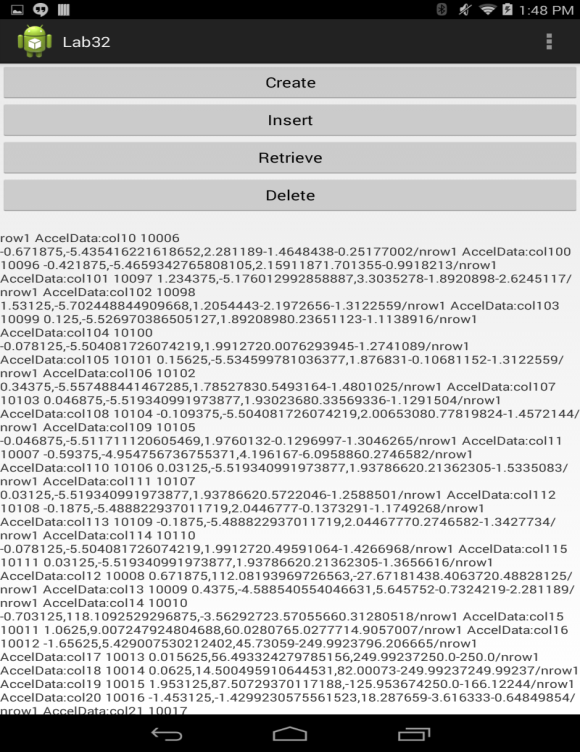 1:48 PM
Lab32
Create
Insert
Retrieve
Delete
row1 AccelData:col10 10006
-0.671875,-5.435416221618652,2.281189-1.4648438-0.25177002/nrow1 AccelData:col100
10096 -0.421875,-5.4659342765808105,2.15911871.701355-0.9918213/nrow1
AccelData:col101 10097 1.234375,-5.176012992858887,3.3035278-1.8920898-2.6245117/
nrow1 AccelData:col102 10098
1.53125,-5.702448844909668,1.2054443-2.1972656-1.3122559/nrow1 AccelData:col103
10099 0.125,-5.526970386505127,1.89208980.23651123-1.1138916/nrow1
AccelData:col104 10100
-0.078125,-5.504081726074219,1.9912720.0076293945-1.2741089/nrow1
AccelData:col105 10101 0.15625,-5.534599781036377,1.876831-0.10681152-1.3122559/
nrow1 AccelData:col106 10102
0.34375,-5.557488441467285,1.78527830.5493164-1.4801025/nrow1 AccelData:col107
10103 0.046875,-5.519340991973877,1.93023680.33569336-1.1291504/nrow1
AccelData:col108 10104 -0.109375,-5.504081726074219,2.00653080.77819824-1.4572144/
nrow1 AccelData:col109 10105
-0.046875,-5.511711120605469,1.9760132-0.1296997-1.3046265/nrow1 AccelData:col11
10007 -0.59375,-4.954756736755371,4.196167-6.0958860.2746582/nrow1
AccelData:col110 10106 0.03125,-5.519340991973877,1.93786620.21362305-1.5335083/
nrow1 AccelData:col111 10107
0.03125,-5.519340991973877,1.93786620.5722046-1.2588501/nrow1 AccelData:col112
10108 -0.1875,-5.488822937011719,2.0446777-0.1373291-1.1749268/nrow1
AccelData:col113 10109 -0.1875,-5.488822937011719,2.04467770.2746582-1.3427734/
nrow1 AccelData:col114 10110
-0.078125,-5.504081726074219,1.9912720.49591064-1.4266968/nrow1 AccelData:col115
10111 0.03125,-5.519340991973877,1.93786620.21362305-1.3656616/nrow1
AccelData:col12 10008 0.671875,112.08193969726563,-27.67181438.4063720.48828125/
nrow1 AccelData:col13 10009 0.4375,-4.588540554046631,5.645752-0.7324219-2.281189/
nrow1 AccelData:col14 10010
-0.703125,118.1092529296875,-3.56292723.57055660.31280518/nrow1 AccelData:col15
10011 1.0625,9.007247924804688,60.0280765.0277714.9057007/nrow1 AccelData:col16
10012 -1.65625,5.429007530212402,45.73059-249.9923796.206665/nrow1
AccelData:col17 10013 0.015625,56.493324279785156,249.99237250.0-250.0/nrow1
AccelData:col18 10014 0.0625,14.500495910644531,82.00073-249.99237249.99237/nrow1
AccelData:col19 10015 1.953125,87.50729370117188,-125.953674250.0-166.12244/nrow1
AccelData:col20 10016 -1.453125,-1.4299230575561523,18.287659-3.616333-0.64849854/
nrow1 AccelData:col21 10017